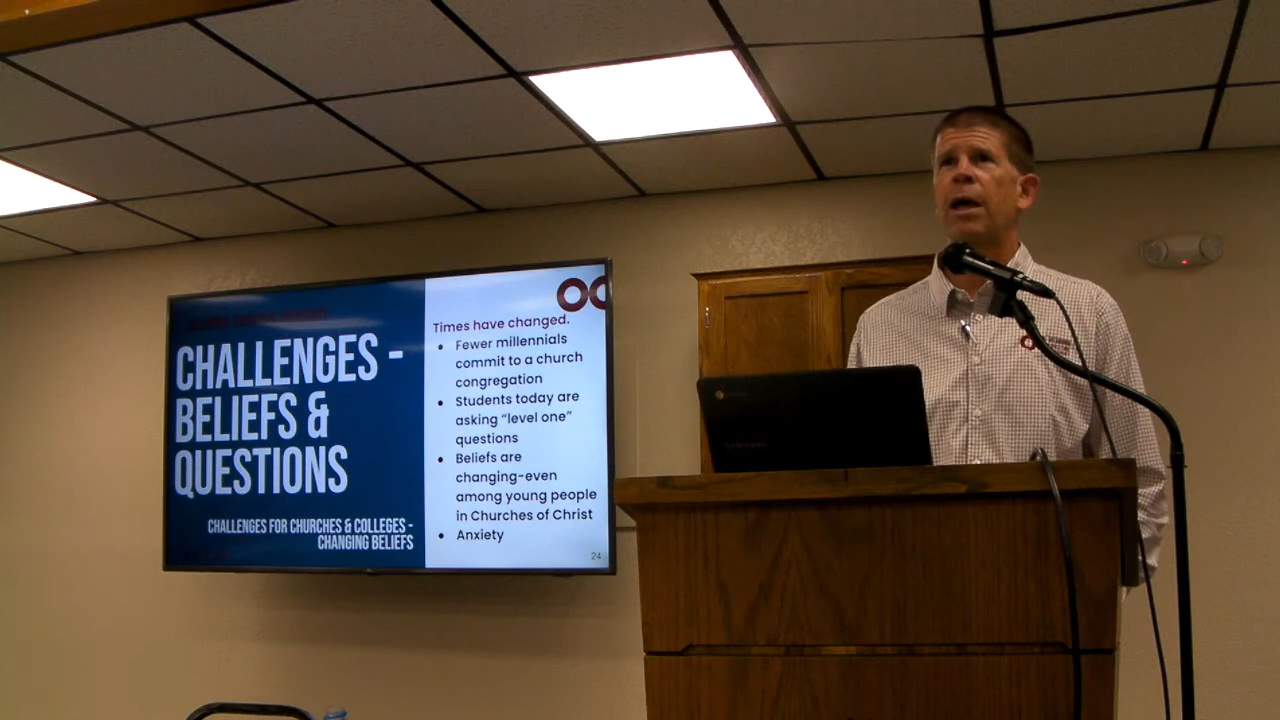 CHALLENGES -
BELIEFS &
QUESTIONS
CHALLENGES FOR CHURCHES & COLLEGES -
CHANGING BELIEFS
OC
Times have changed.
• Fewer millennials
commit to a church
congregation
• Students today are
asking "level one"
questions
• Beliefs are
changing-even
among young people
in Churches of Christ
• Anxiety
24